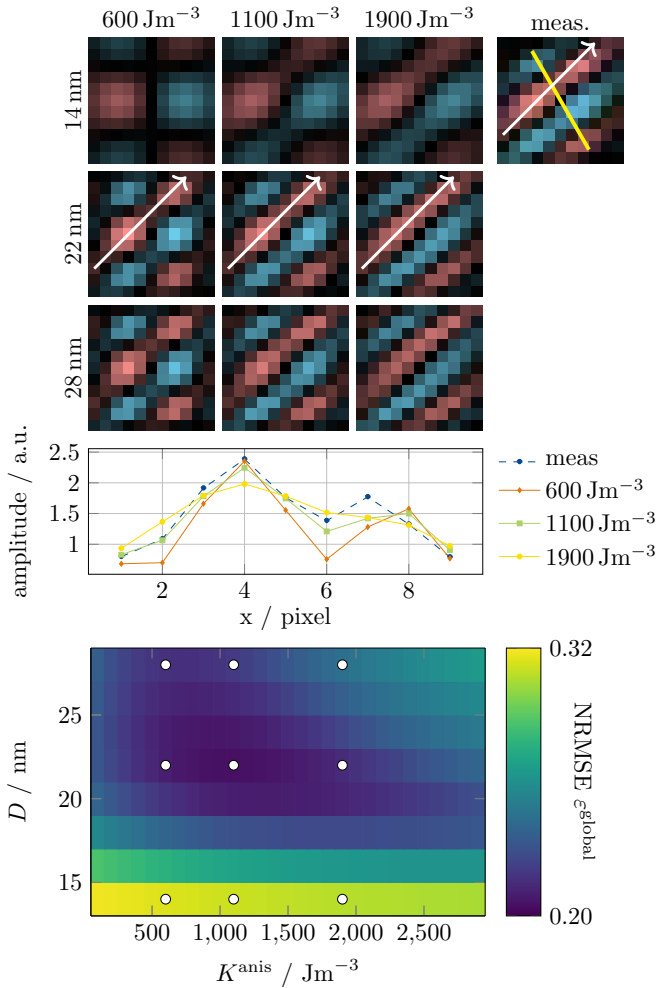 600 Jm⁻³ 1100 Jm⁻³ 1900 Jm⁻³ meas.
14 nm
22 nm
28 nm
amplitude / a.u.
2.5
2
1.5
1
2 4 6 8
x / pixel
meas
600 Jm⁻³
1100 Jm⁻³
1900 Jm⁻³
D / nm
25
20
15
500 1,000 1,500 2,000 2,500
K^anis / Jm⁻³
0.32
0.20
NRMSE ε^global